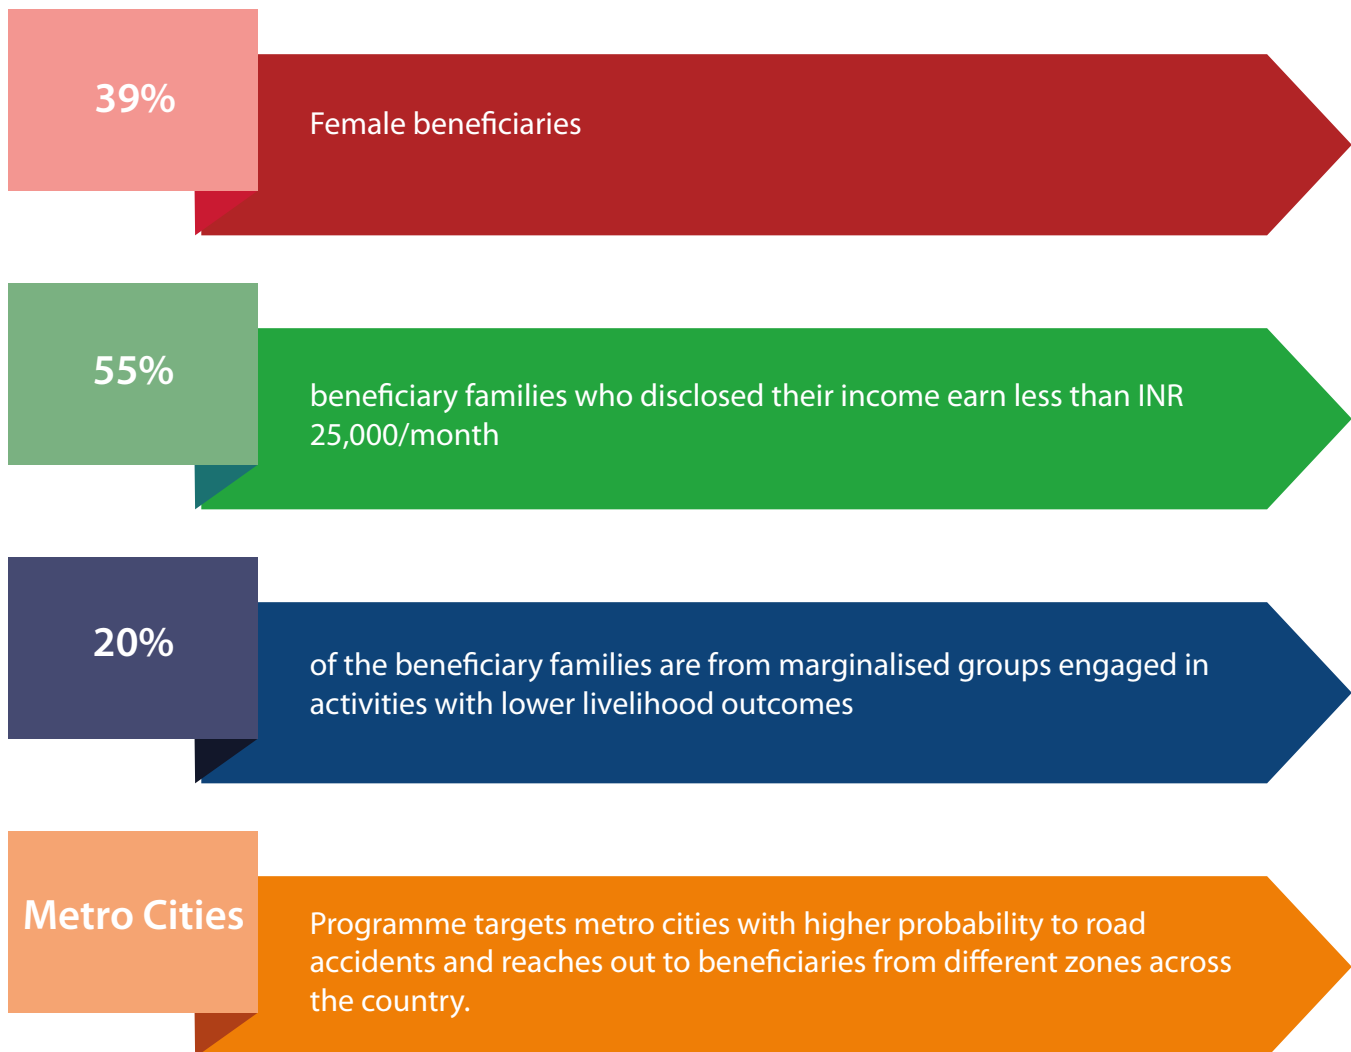 39%
Female beneficiaries
55%
beneficiary families who disclosed their income earn less than INR
25,000/month
20%
of the beneficiary families are from marginalised groups engaged in
activities with lower livelihood outcomes
Metro Cities
Programme targets metro cities with higher probability to road
accidents and reaches out to beneficiaries from different zones across
the country.